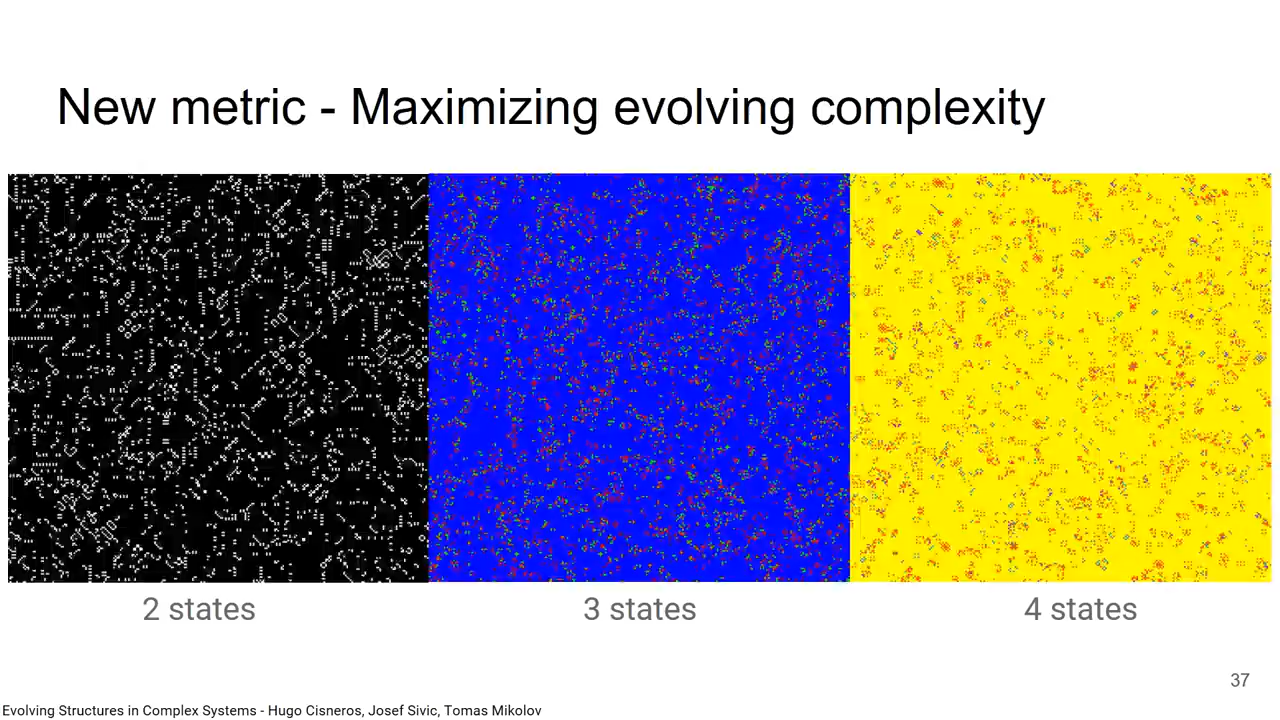 New metric - Maximizing evolving complexity
2 states
3 states
4 states
37
Evolving Structures in Complex Systems - Hugo Cisneros, Josef Sivic, Tomas Mikolov